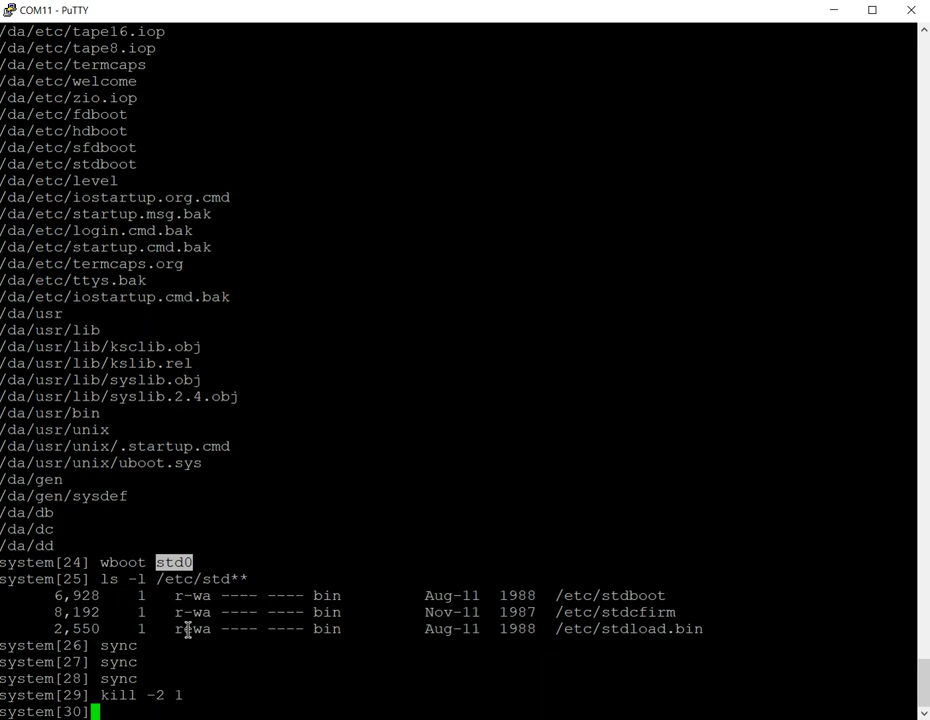 COM11 - PuTTY
/da/etc/tape16.iop
/da/etc/tape8.iop
/da/etc/termcaps
/da/etc/welcome
/da/etc/zio.iop
/da/etc/fdboot
/da/etc/hdboot
/da/etc/sfdboot
/da/etc/stdboot
/da/etc/level
/da/etc/iostartup.org.cmd
/da/etc/startup.msg.bak
/da/etc/login.cmd.bak
/da/etc/startup.cmd.bak
/da/etc/termcaps.org
/da/etc/ttys.bak
/da/etc/iostartup.cmd.bak
/da/usr
/da/usr/lib
/da/usr/lib/ksclib.obj
/da/usr/lib/kslib.rel
/da/usr/lib/syslib.obj
/da/usr/lib/syslib.2.4.obj
/da/usr/bin
/da/usr/unix
/da/usr/unix/.startup.cmd
/da/usr/unix/uboot.sys
/da/gen
/da/gen/sysdef
/da/db
/da/dc
/da/dd
system[24] wboot std0
system[25] ls -l /etc/std**
6,928 1 r-wa ---- ---- bin Aug-11 1988 /etc/stdboot
8,192 1 r-wa ---- ---- bin Nov-11 1987 /etc/stdcfirm
2,550 1 r-wa ---- ---- bin Aug-11 1988 /etc/stdload.bin
system[26] sync
system[27] sync
system[28] sync
system[29] kill -2 1
system[30]